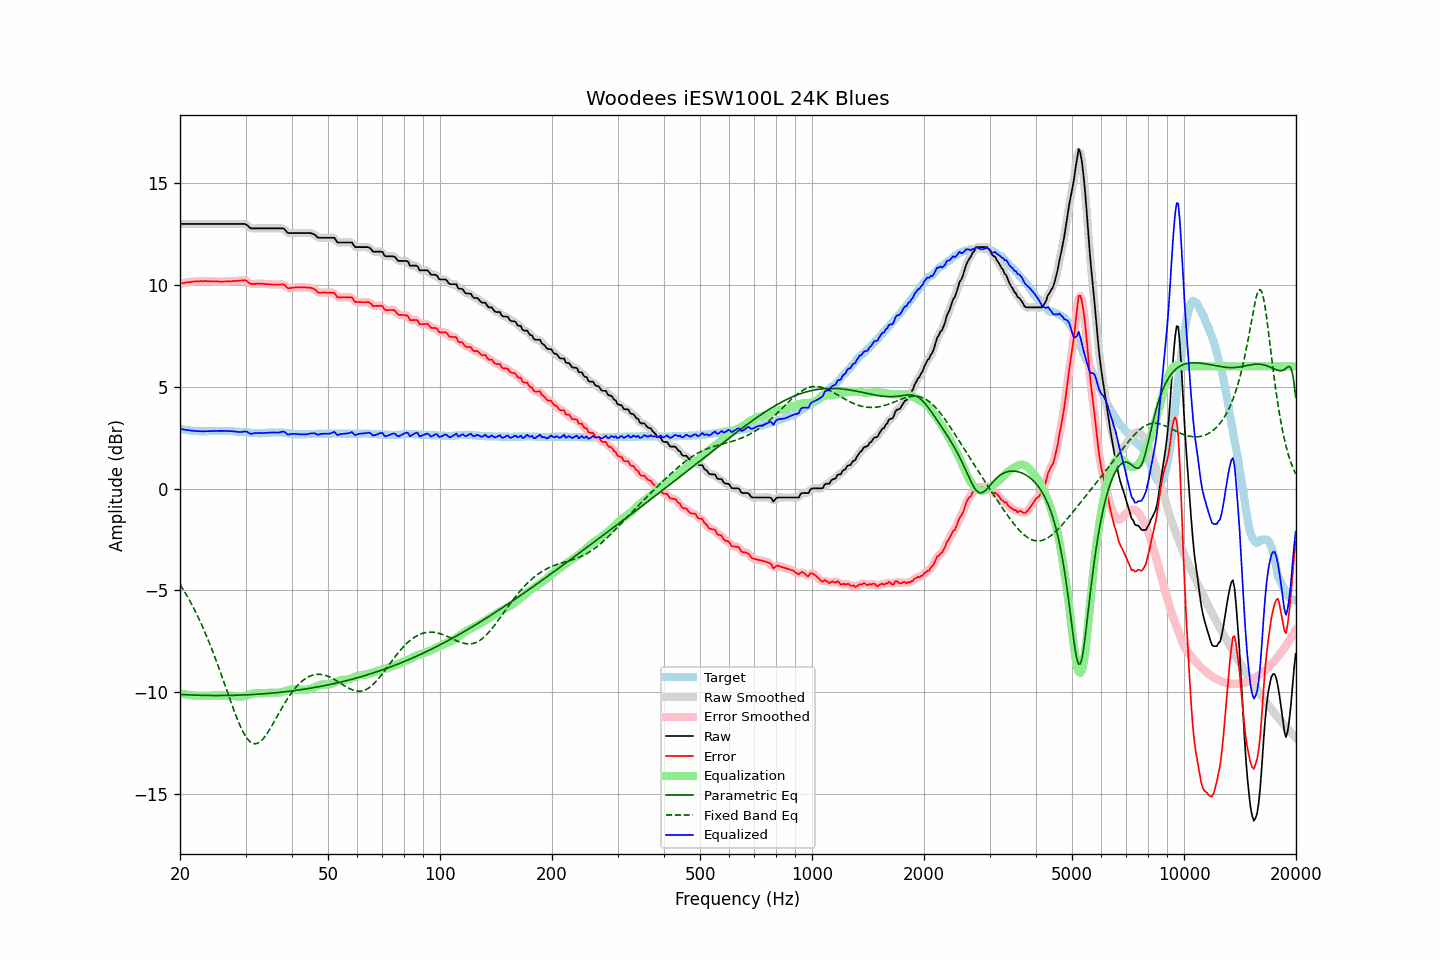 Woodees iESW100L 24K Blues
Amplitude (dBr)
15
10
5
0
−5
−10
−15
20
50
100
200
500
1000
2000
5000
10000
20000
Frequency (Hz)
Target
Raw Smoothed
Error Smoothed
Raw
Error
Equalization
Parametric Eq
Fixed Band Eq
Equalized